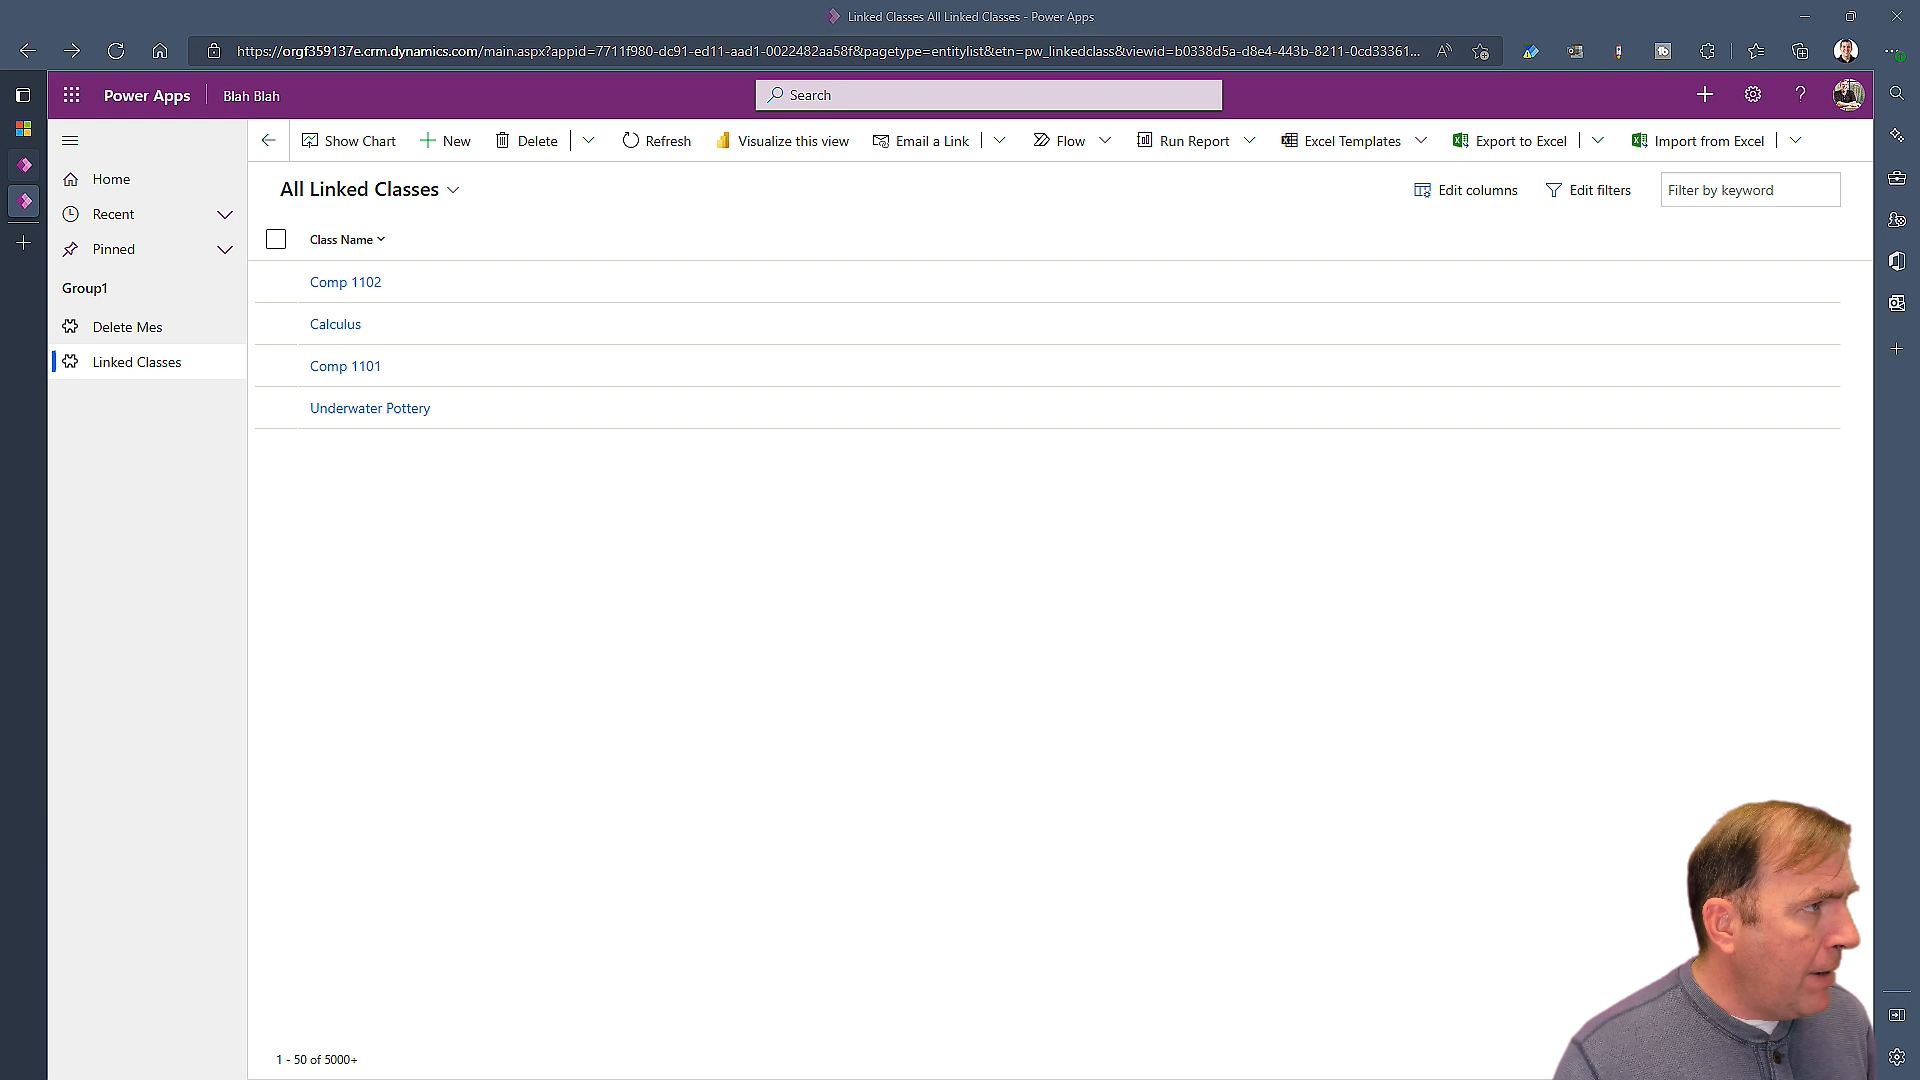 Linked Classes All Linked Classes - Power Apps
https://orgf359137e.crm.dynamics.com/main.aspx?appid=7711f980-dc91-ed11-aad1-0022482aa58f&pagetype=entitylist&etn=pw_linkedclass&viewid=b0338d5a-d8e4-443b-8211-0cd33361...
Power Apps
Blah Blah
Search
Show Chart
New
Delete
Refresh
Visualize this view
Email a Link
Flow
Run Report
Excel Templates
Export to Excel
Import from Excel
Home
Recent
Pinned
Group1
Delete Mes
Linked Classes
All Linked Classes
Edit columns
Edit filters
Filter by keyword
Class Name
Comp 1102
Calculus
Comp 1101
Underwater Pottery
1 - 50 of 5000+